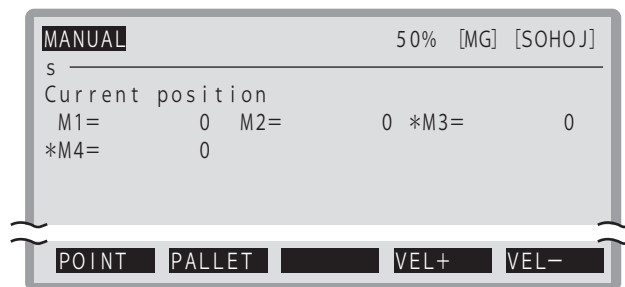 MANUAL 50% [MG] [SOHOJ]
s
Current position
M1= 0 M2= 0 *M3= 0
*M4= 0
POINT PALLET VEL+ VEL−